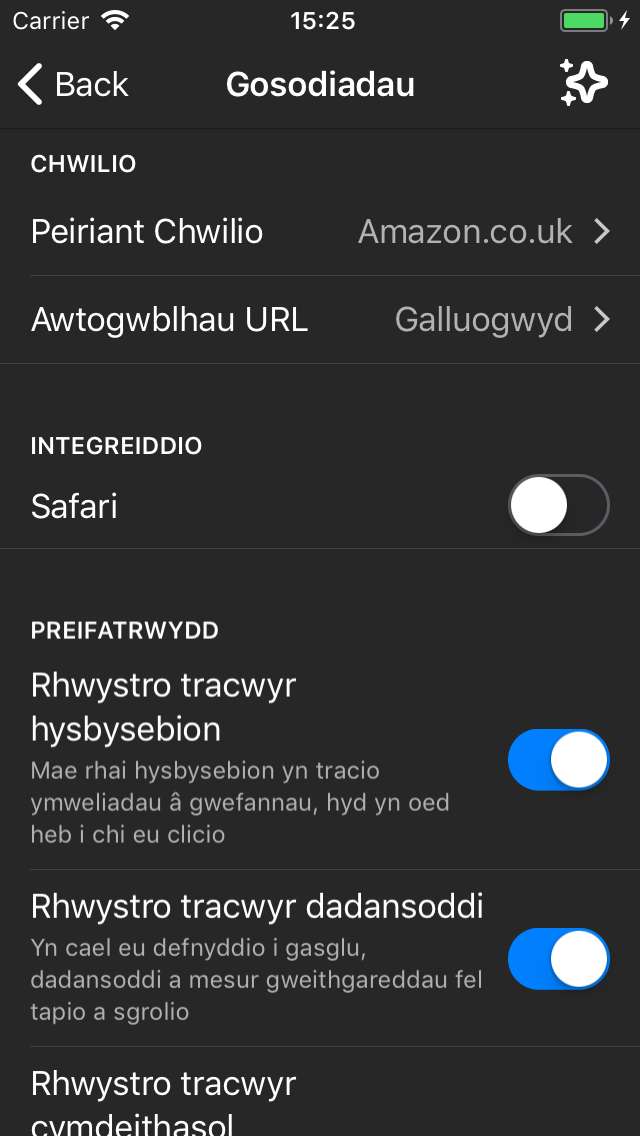 Carrier 15:25
Back Gosodiadau
CHWILIO
Peiriant Chwilio Amazon.co.uk
Awtogwblhau URL Galluogwyd
INTEGREIDDIO
Safari
PREIFATRWYDD
Rhwystro tracwyr
hysbysebion
Mae rhai hysbysebion yn tracio
ymweliadau â gwefannau, hyd yn oed
heb i chi eu clicio
Rhwystro tracwyr dadansoddi
Yn cael eu defnyddio i gasglu,
dadansoddi a mesur gweithgareddau fel
tapio a sgrolio
Rhwystro tracwyr
cymdeithasol